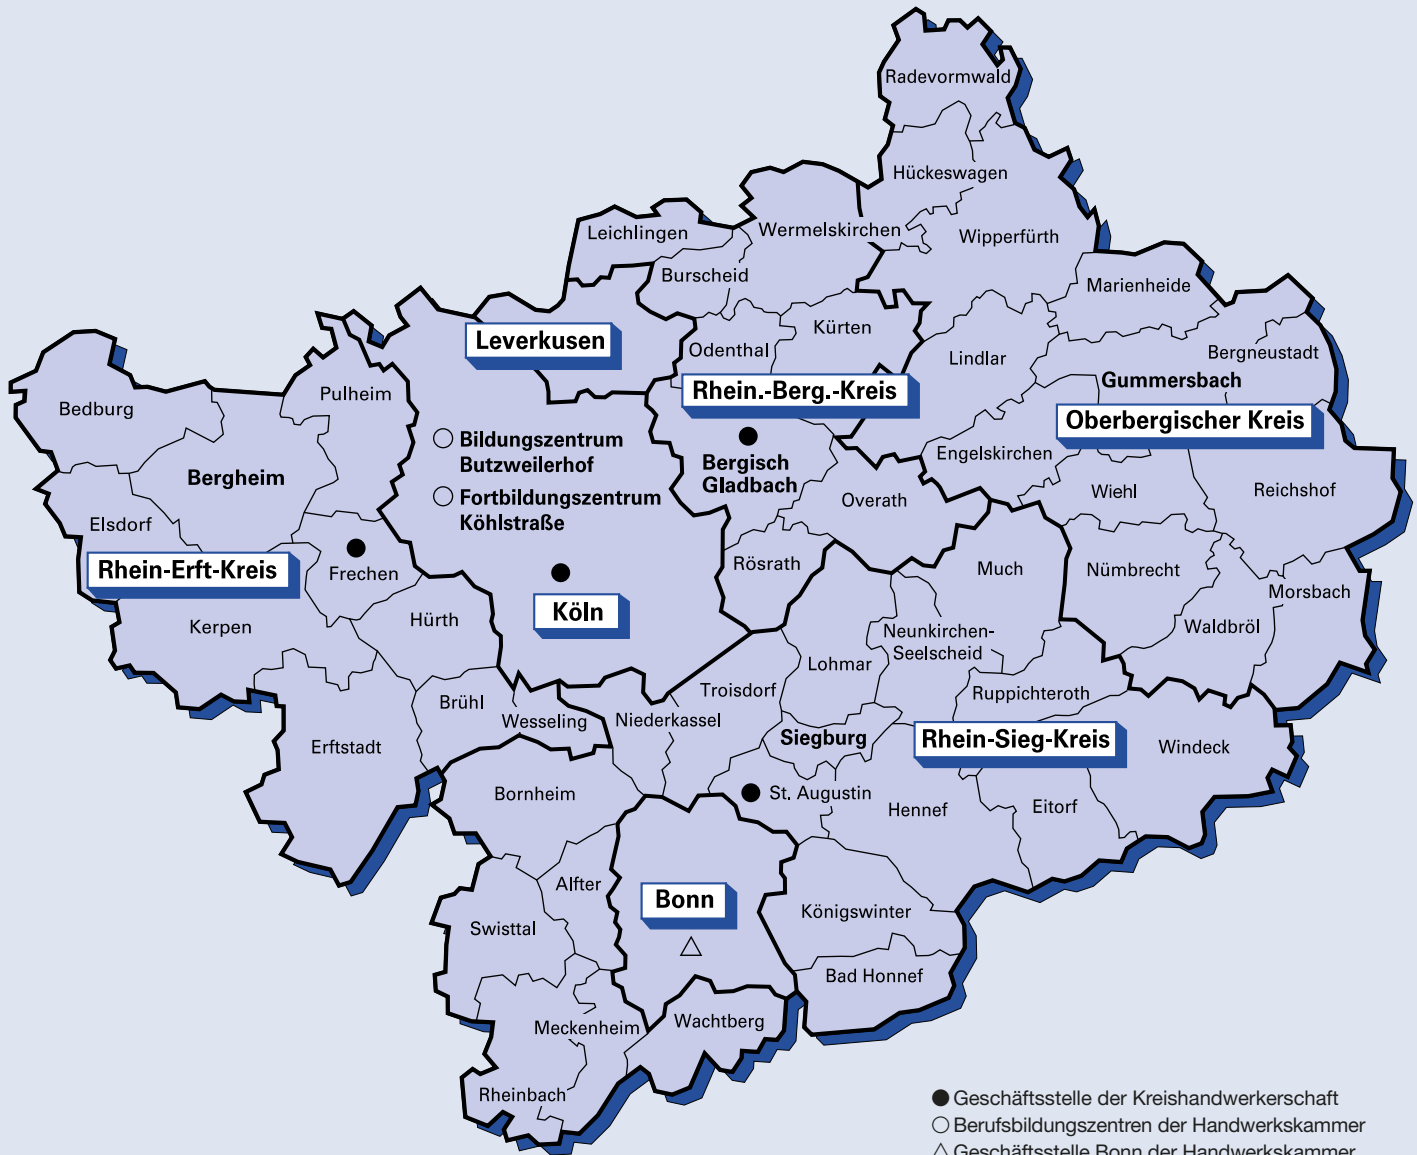 Radevormwald
Hückeswagen
Leichlingen
Wermelskirchen
Wipperfürth
Burscheid
Marienheide
Leverkusen
Kürten
Odenthal
Lindlar
Bergneustadt
Pulheim
Rhein.-Berg.-Kreis
Gummersbach
Bedburg
Oberbergischer Kreis
Bildungszentrum
Butzweilerhof
Bergheim
Bergisch
Gladbach
Engelskirchen
Fortbildungszentrum
Köhlstraße
Overath
Wiehl
Reichshof
Elsdorf
Rhein-Erft-Kreis
Frechen
Rösrath
Much
Nümbrecht
Morsbach
Köln
Kerpen
Hürth
Neunkirchen-
Seelscheid
Waldbröl
Lohmar
Troisdorf
Ruppichteroth
Brühl
Wesseling
Niederkassel
Erftstadt
Siegburg
Rhein-Sieg-Kreis
Windeck
Bornheim
St. Augustin
Hennef
Eitorf
Alfter
Bonn
Königswinter
Swisttal
Bad Honnef
Meckenheim
Wachtberg
Rheinbach
Geschäftsstelle der Kreishandwerkerschaft
Berufsbildungszentren der Handwerkskammer
Geschäftsstelle Bonn der Handwerkskammer